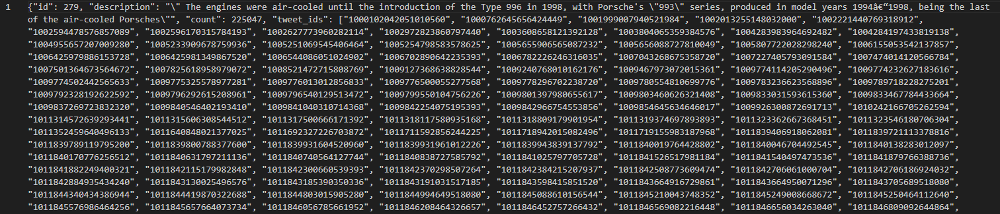 1 {"id": 279, "description": "\" The engines were air-cooled until the introduction of the Type 996 in 1998, with Porsche's \"993\" series, produced in model years 1994â€“1998, being the last
of the air-cooled Porsches\"", "count": 225047, "tweet_ids": ["1000102042051010560", "1000762645656424449", "1001999007940521984", "1002013255148032000", "1002221440769318912",
"1002594478576857089", "1002596170315784193", "1002627773960282114", "1002972823860797440", "1003608658121392128", "1003804065359384576", "1004283983964692482", "1004284197433819138",
"1004955657207009280", "1005233909678759936", "1005251069545406464", "1005254798583578625", "1005655906565087232", "1005656088727810049", "1005807722028298240", "1006155053542137857",
"1006425979886153728", "1006425981349867520", "1006544086051024902", "1006702890642235393", "1006782226246316035", "1007043268675358720", "1007227405793091584", "1007474014120566784",
"1007501364673564672", "1007825618958979072", "1008521472715808769", "1009127368638828544", "1009240768010162176", "1009467973072015361", "1009774114205290496", "1009774232627183616",
"1009774502442565633", "1009775325578977281", "1009776013012856833", "1009776500055277568", "1009778296702238720", "1009780554810699776", "1009783236623568896", "1009789718228275201",
"1009792328192622592", "1009796292615208961", "1009796540129513472", "1009799550104756226", "1009801397980655617", "1009803460626321408", "1009833031593615360", "1009833467784433664",
"1009837269723832320", "1009840546402193410", "1009841040310714368", "1009842254075195393", "1009842966754553856", "1009854645634646017", "1009926300872691713", "1010242166705262594",
"1011314572639293441", "1011315606308544512", "1011317500666171392", "1011318117580935168", "1011318809179901954", "1011319374697893893", "1011323362667368451", "1011323546180706304",
"1011352459640496133", "1011640848021377025", "1011692327226703872", "1011711592856244225", "1011718942015082496", "1011719155983187968", "1011839406918062081", "1011839721113378816",
"1011839789119795200", "1011839800788377600", "1011839931604520960", "1011839931961012226", "1011839943839137792", "1011840019764428802", "1011840046704492545", "1011840138283012097",
"1011840170776256512", "1011840631797211136", "1011840740564127744", "1011840838727585792", "1011841025797705728", "1011841526517981184", "1011841540497473536", "1011841879766388736",
"1011841882249400321", "1011842115179982848", "1011842300660539393", "1011842370298507264", "1011842384215207937", "1011842508773609474", "1011842706061000704", "1011842706186924032",
"1011842884935434240", "1011843130025496576", "1011843185390350336", "1011843191031517185", "1011843598415851520", "1011843664916729861", "1011843664950071296", "1011843705689518080",
"1011844340434386944", "1011844419870322688", "1011844803015905280", "1011844994649518080", "1011845088610156544", "1011845210043748352", "1011845249008668672", "1011845250464112640",
"1011845576986464256", "1011845657664073734", "1011846056785661952", "1011846208464326657", "1011846452757266432", "1011846569082216448", "1011846656034263040", "1011846809092644864",